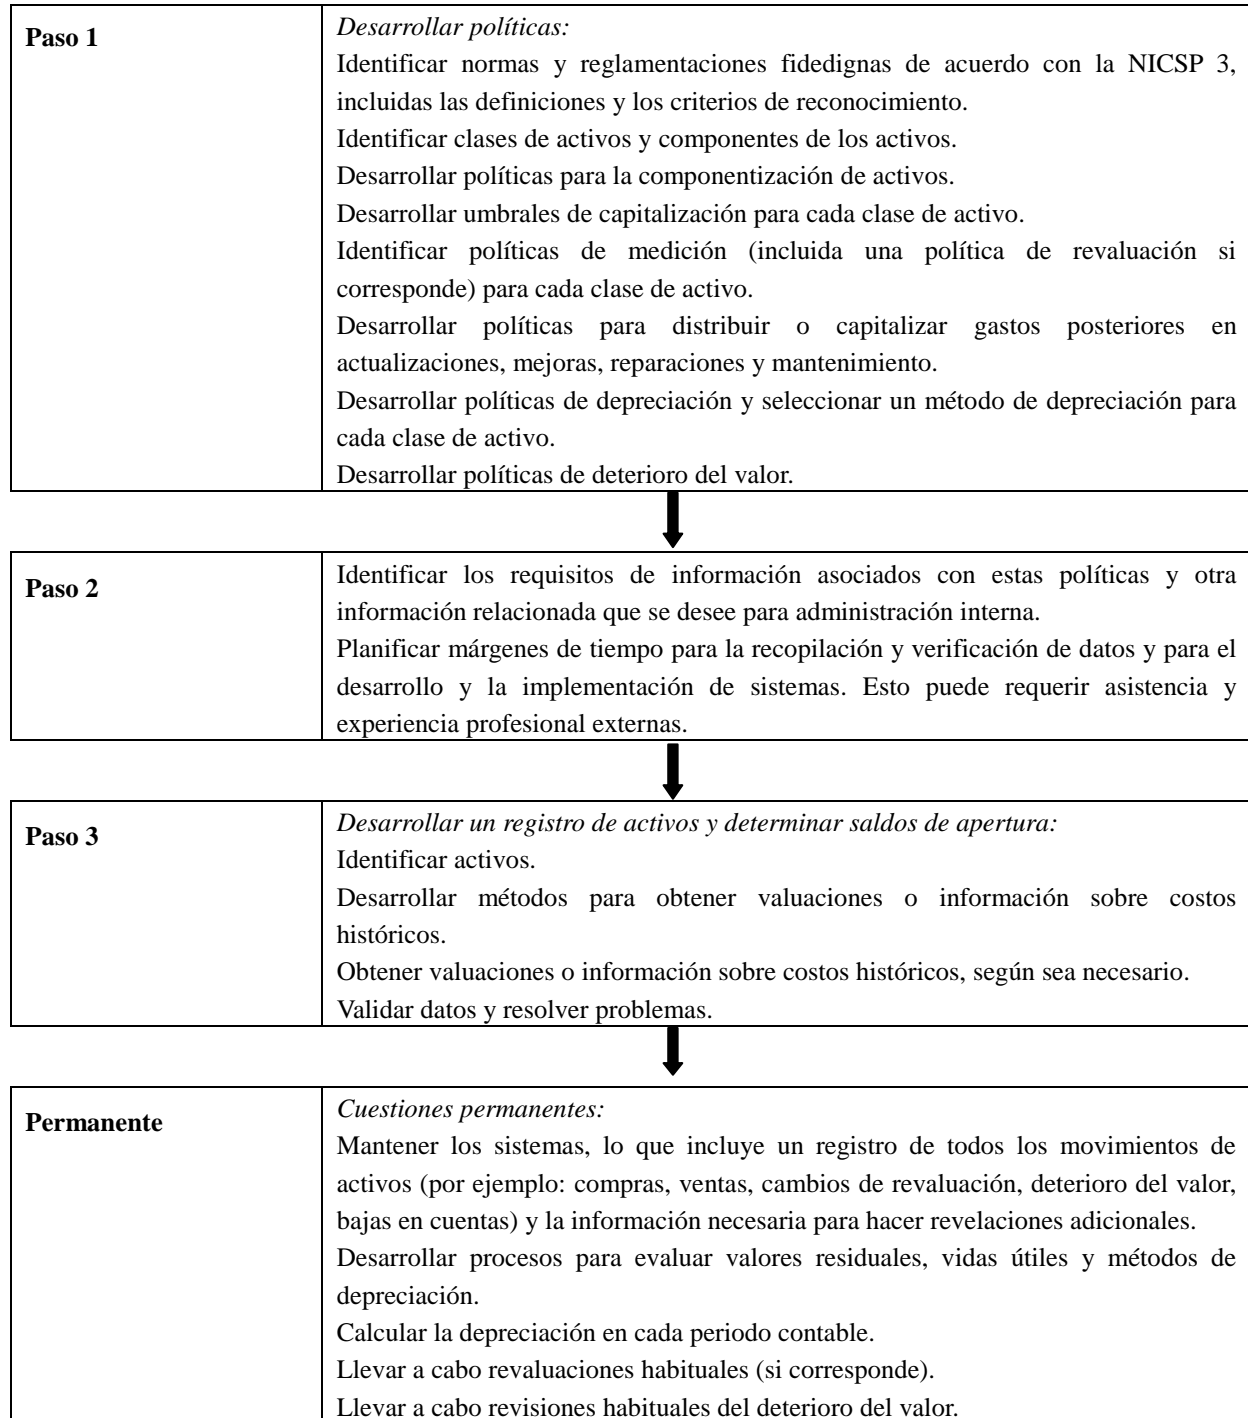 Paso 1
Desarrollar políticas:
Identificar normas y reglamentaciones fidedignas de acuerdo con la NICSP 3,
incluidas las definiciones y los criterios de reconocimiento.
Identificar clases de activos y componentes de los activos.
Desarrollar políticas para la componentización de activos.
Desarrollar umbrales de capitalización para cada clase de activo.
Identificar políticas de medición (incluida una política de revaluación si
corresponde) para cada clase de activo.
Desarrollar políticas para distribuir o capitalizar gastos posteriores en
actualizaciones, mejoras, reparaciones y mantenimiento.
Desarrollar políticas de depreciación y seleccionar un método de depreciación para
cada clase de activo.
Desarrollar políticas de deterioro del valor.
Paso 2
Identificar los requisitos de información asociados con estas políticas y otra
información relacionada que se desee para administración interna.
Planificar márgenes de tiempo para la recopilación y verificación de datos y para el
desarrollo y la implementación de sistemas. Esto puede requerir asistencia y
experiencia profesional externas.
Paso 3
Desarrollar un registro de activos y determinar saldos de apertura:
Identificar activos.
Desarrollar métodos para obtener valuaciones o información sobre costos
históricos.
Obtener valuaciones o información sobre costos históricos, según sea necesario.
Validar datos y resolver problemas.
Permanente
Cuestiones permanentes:
Mantener los sistemas, lo que incluye un registro de todos los movimientos de
activos (por ejemplo: compras, ventas, cambios de revaluación, deterioro del valor,
bajas en cuentas) y la información necesaria para hacer revelaciones adicionales.
Desarrollar procesos para evaluar valores residuales, vidas útiles y métodos de
depreciación.
Calcular la depreciación en cada periodo contable.
Llevar a cabo revaluaciones habituales (si corresponde).
Llevar a cabo revisiones habituales del deterioro del valor.